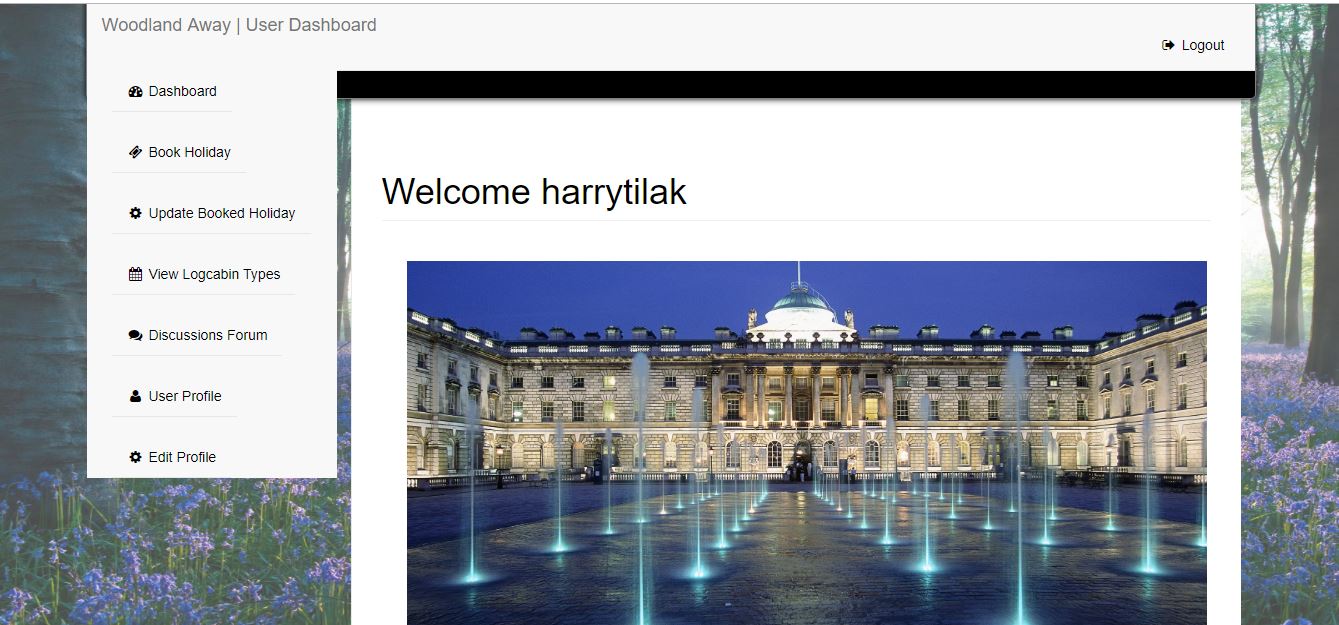 Woodland Away | User Dashboard
Logout
Dashboard
Book Holiday
Update Booked Holiday
View Logcabin Types
Discussions Forum
User Profile
Edit Profile
Welcome harrytilak